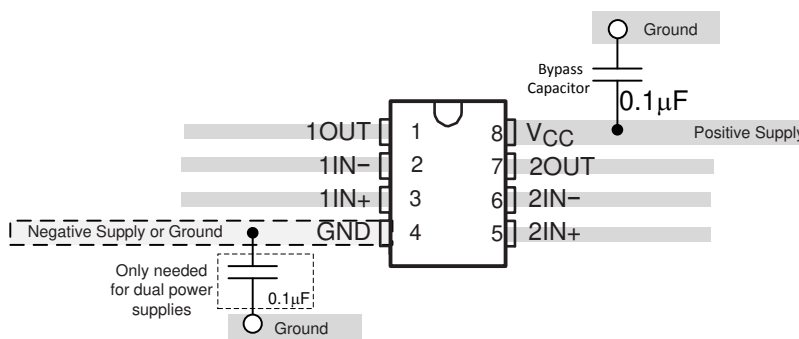 Ground
Bypass
Capacitor
0.1μF
1OUT 1 8 VCC Positive Supply
1IN− 2 7 2OUT
1IN+ 3 6 2IN−
Negative Supply or Ground GND 4 5 2IN+
Only needed
for dual power
supplies
0.1μF
Ground